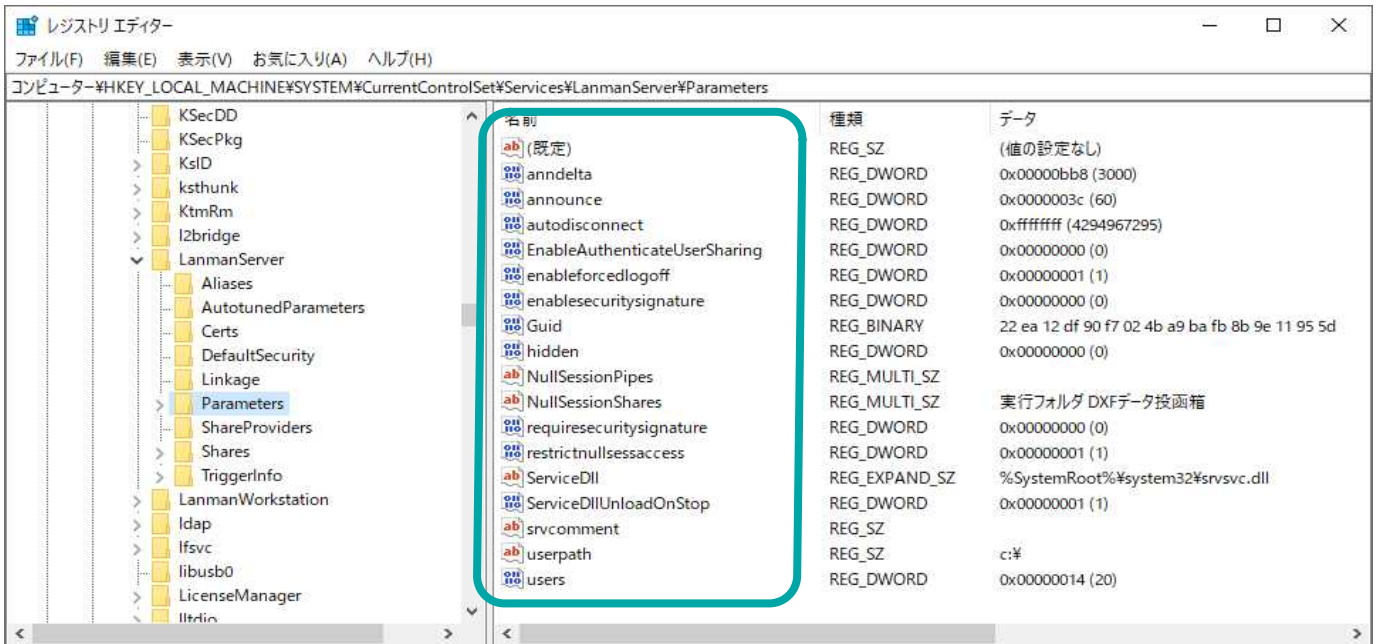 レジストリ エディター
ファイル(F) 編集(E) 表示(V) お気に入り(A) ヘルプ(H)
コンピューター¥HKEY_LOCAL_MACHINE¥SYSTEM¥CurrentControlSet¥Services¥LanmanServer¥Parameters
KSecDD
KSecPkg
KsID
ksthunk
KtmRm
l2bridge
LanmanServer
Aliases
AutotunedParameters
Certs
DefaultSecurity
Linkage
Parameters
ShareProviders
Shares
TriggerInfo
LanmanWorkstation
ldap
lfsvc
libusb0
LicenseManager
lltdio
名前 種類 データ
(既定) REG_SZ (値の設定なし)
anndelta REG_DWORD 0x00000bb8 (3000)
announce REG_DWORD 0x0000003c (60)
autodisconnect REG_DWORD 0xffffffff (4294967295)
EnableAuthenticateUserSharing REG_DWORD 0x00000000 (0)
enableforcedlogoff REG_DWORD 0x00000001 (1)
enablesecuritysignature REG_DWORD 0x00000000 (0)
Guid REG_BINARY 22 ea 12 df 90 f7 02 4b a9 ba fb 8b 9e 11 95 5d
hidden REG_DWORD 0x00000000 (0)
NullSessionPipes REG_MULTI_SZ
NullSessionShares REG_MULTI_SZ 実行フォルダ DXFデータ投函箱
requiresecuritysignature REG_DWORD 0x00000000 (0)
restrictnullsessaccess REG_DWORD 0x00000001 (1)
ServiceDll REG_EXPAND_SZ %SystemRoot%¥system32¥srvsvc.dll
ServiceDllUnloadOnStop REG_DWORD 0x00000001 (1)
srvcomment REG_SZ
userpath REG_SZ c:¥
users REG_DWORD 0x00000014 (20)